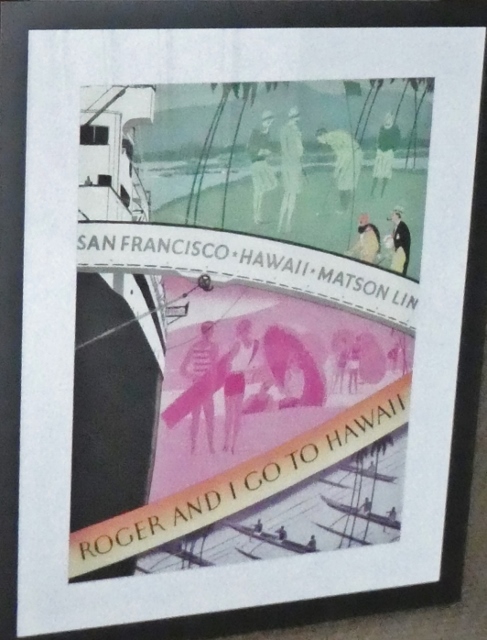 SAN FRANCISCO • HAWAII • MATSON LIN
ROGER AND I GO TO HAWAII